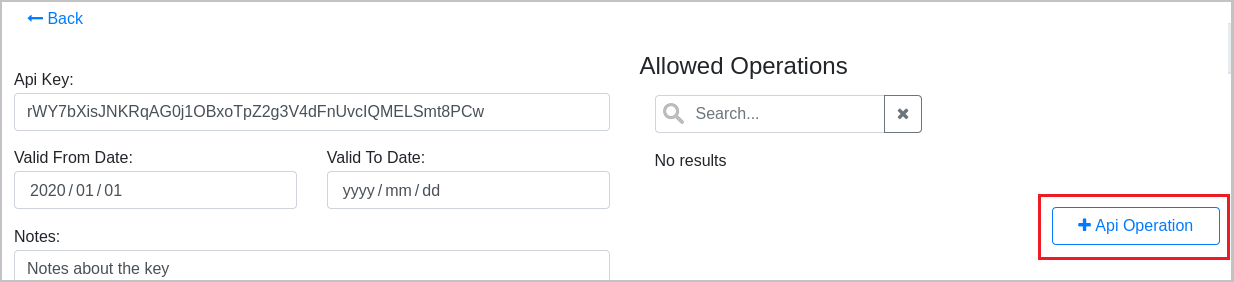 Back
Api Key:
rWY7bXisJNKRqAG0j1OBxoTpZ2g3V4dFnUvcIQMELSmt8PCw
Valid From Date:
Valid To Date:
2020/01/01
yyyy/mm/dd
Notes:
Notes about the key
Allowed Operations
Search...
No results
Api Operation